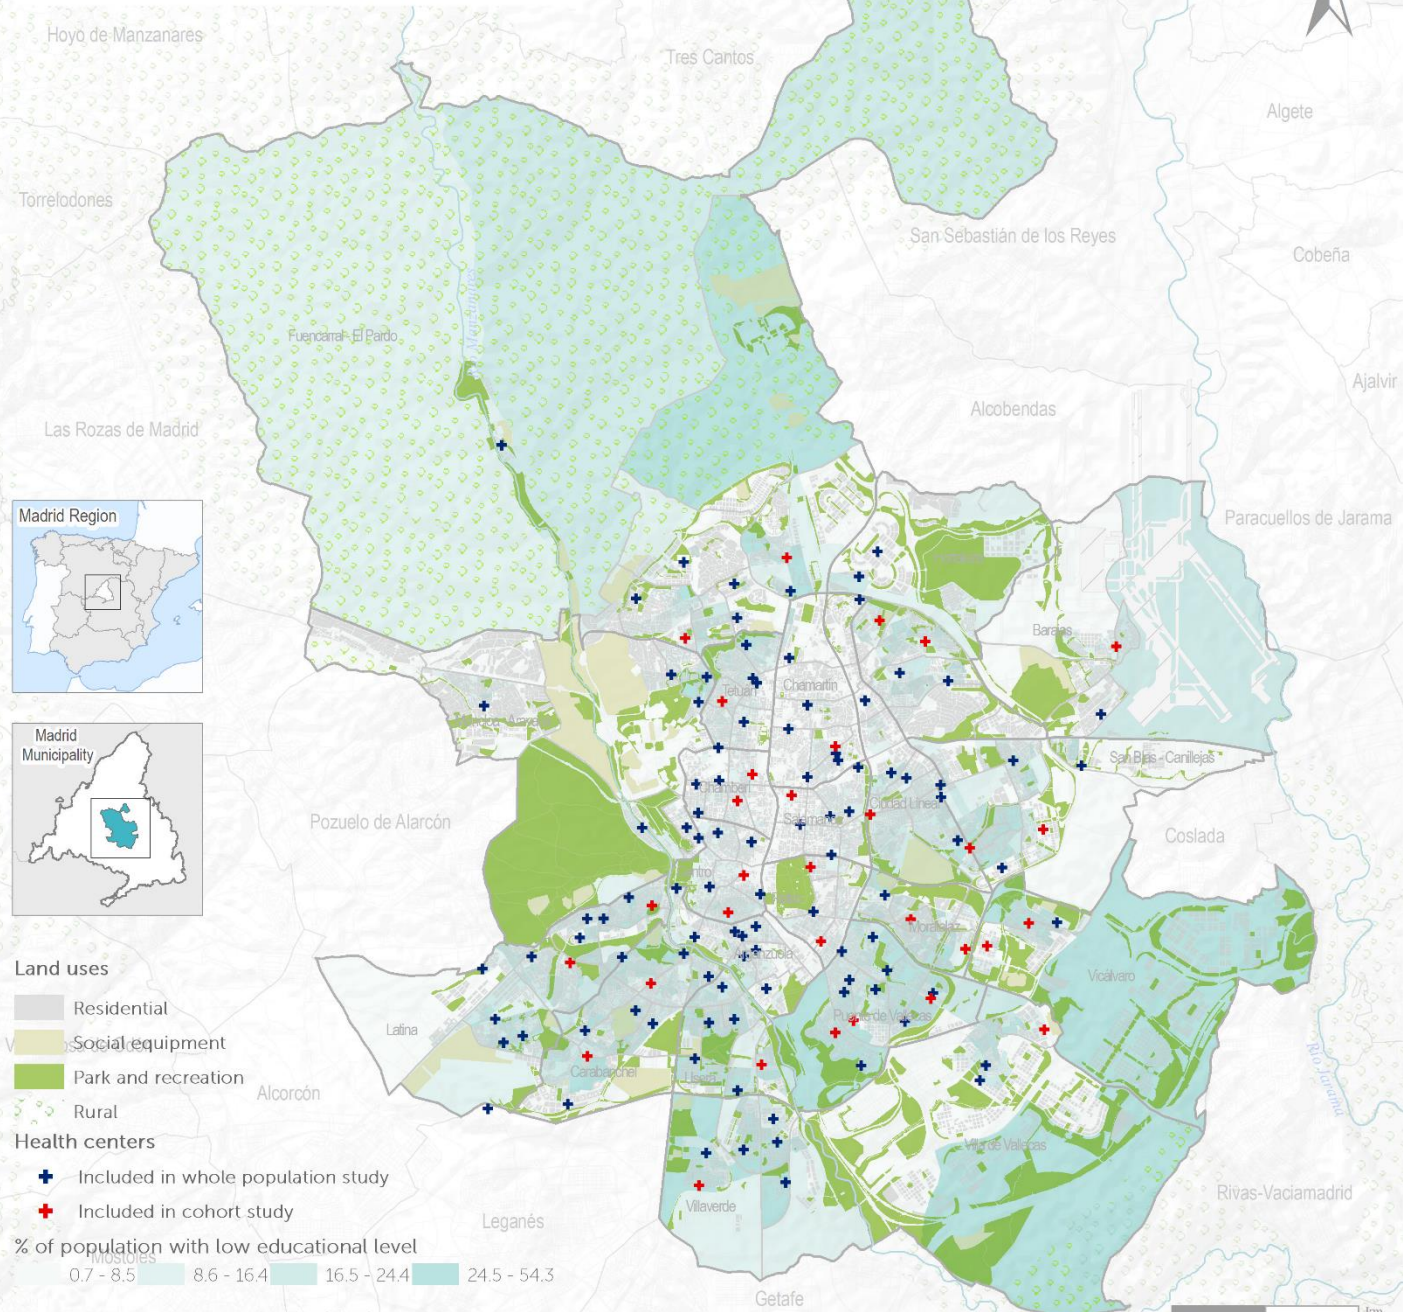 Hoyo de Manzanares
Tres Cantos
Algete
Torrelodones
San Sebastián de los Reyes
Cobeña
Manzanares
Fuencarral - El Pardo
Ajalvir
Las Rozas de Madrid
Alcobendas
Madrid Region
Paracuellos de Jarama
Barajas
Tetuán
Chamartín
Madrid
Municipality
San Blas - Canillejas
Chamberí
Ciudad Lineal
Pozuelo de Alarcón
Salamanca
Coslada
Centro
Moratalaz
Arganzuela
Land uses
Vicálvaro
Residential
Puente de Vallecas
Latina
Social equipment
Carabanchel
Usera
Park and recreation
Alcorcón
Río Jarama
Rural
Health centers
Villa de Vallecas
Included in whole population study
Rivas-Vaciamadrid
Included in cohort study
Villaverde
Leganés
% of population with low educational level
Móstoles
0.7 - 8.5 8.6 - 16.4 16.5 - 24.4 24.5 - 54.3
Getafe